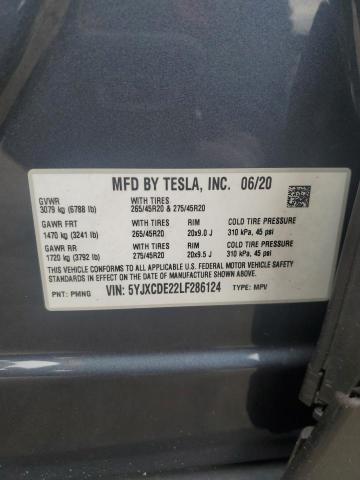 MFD BY TESLA, INC. 06/20
GVWR WITH TIRES
3079 kg (6788 lb) 265/45R20 & 275/45R20
GAWR FRT WITH TIRES RIM COLD TIRE PRESSURE
1470 kg (3241 lb) 265/45R20 20x9.0 J 310 kPa, 45 psi
GAWR RR WITH TIRES RIM COLD TIRE PRESSURE
1720 kg (3792 lb) 275/45R20 20x9.5 J 310 kPa, 45 psi
THIS VEHICLE CONFORMS TO ALL APPLICABLE U.S. FEDERAL MOTOR VEHICLE
SAFETY AND THEFT PREVENTION STANDARDS IN EFFECT ON THE
DATE OF MANUFACTURE SHOWN ABOVE.
PNT: PMNG VIN: 5YJXCDE22LF286124 TYPE: MPV